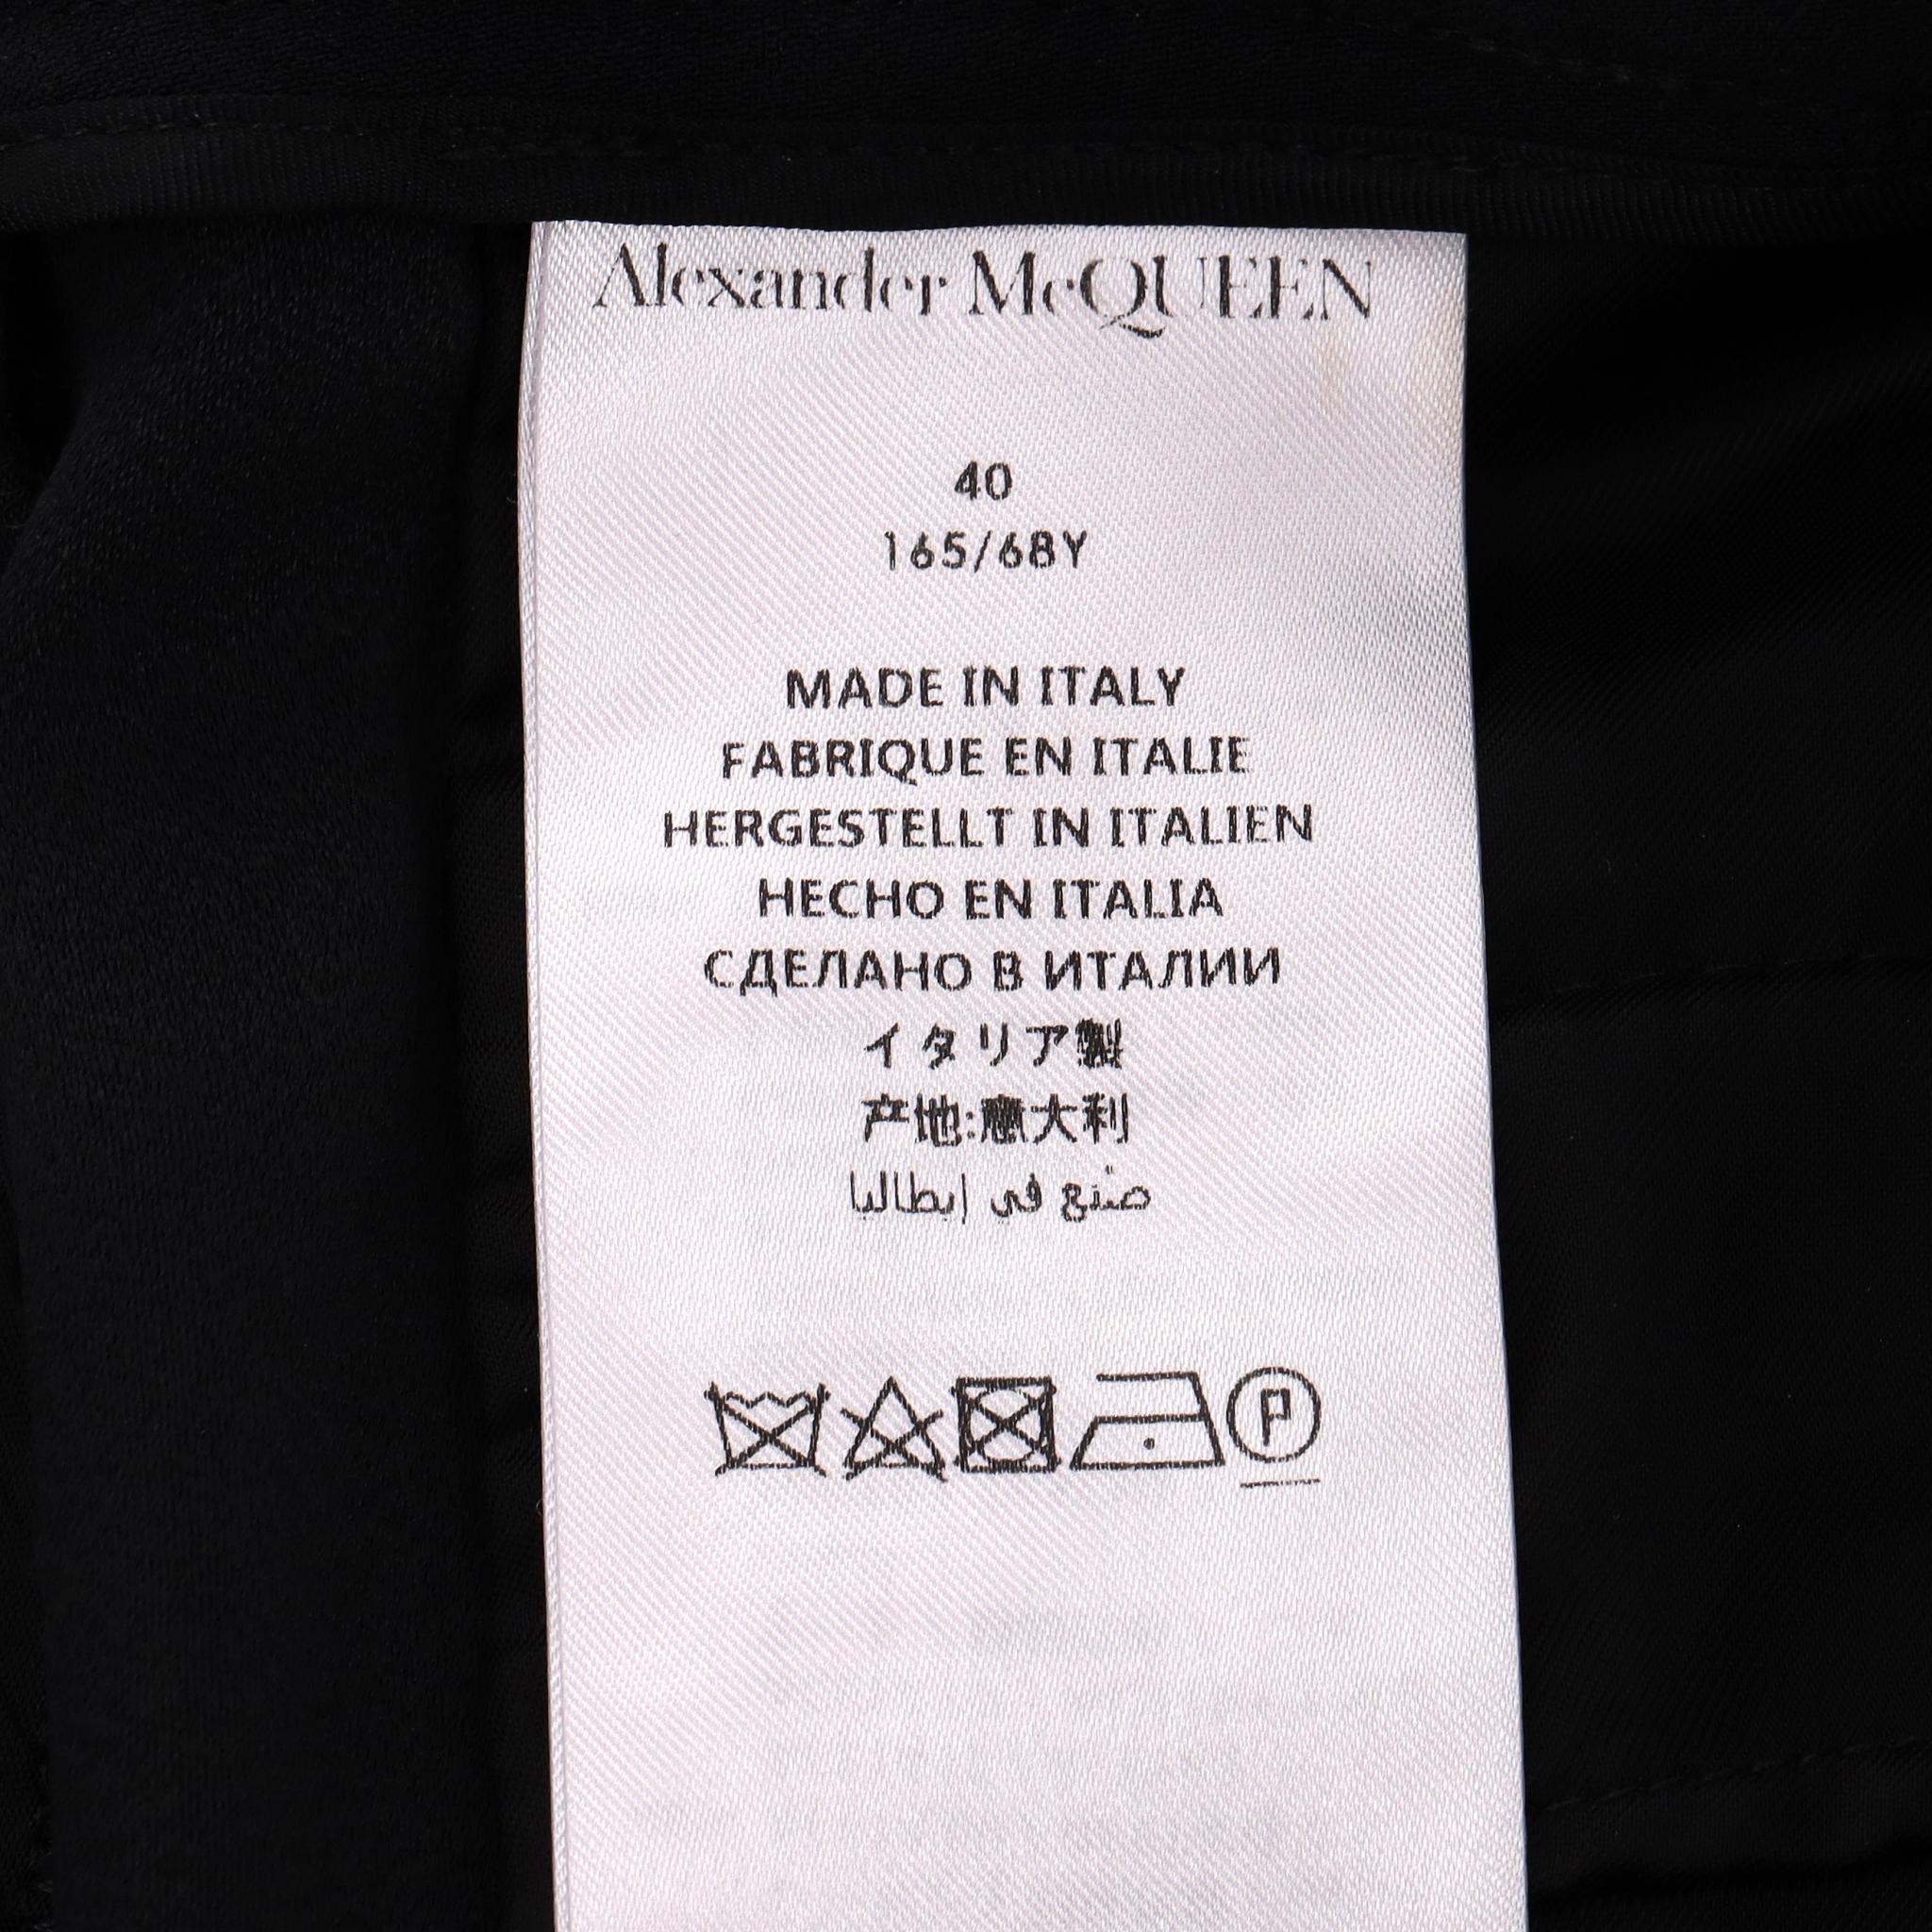 Alexander McQUEEN
40
165/68Y
MADE IN ITALY
FABRIQUE EN ITALIE
HERGESTELLT IN ITALIEN
HECHO EN ITALIA
СДЕЛАНО В ИТАЛИИ
イタリア製
产地:意大利
صنع في إيطاليا
P